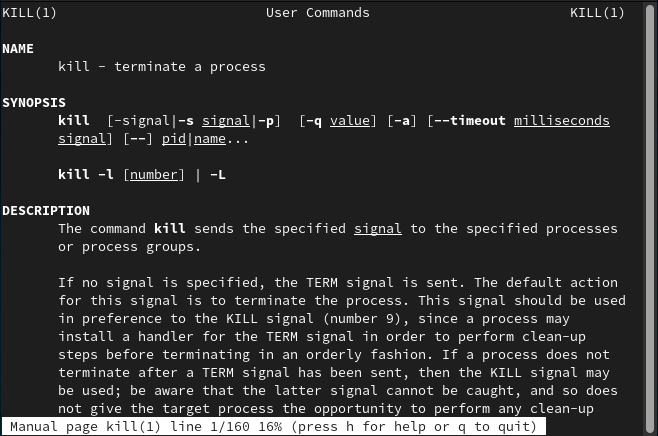 KILL(1) User Commands KILL(1)
NAME
kill - terminate a process
SYNOPSIS
kill [-signal|-s signal|-p] [-q value] [-a] [--timeout milliseconds
signal] [--] pid|name...
kill -l [number] | -L
DESCRIPTION
The command kill sends the specified signal to the specified processes
or process groups.
If no signal is specified, the TERM signal is sent. The default action
for this signal is to terminate the process. This signal should be used
in preference to the KILL signal (number 9), since a process may
install a handler for the TERM signal in order to perform clean-up
steps before terminating in an orderly fashion. If a process does not
terminate after a TERM signal has been sent, then the KILL signal may
be used; be aware that the latter signal cannot be caught, and so does
not give the target process the opportunity to perform any clean-up
Manual page kill(1) line 1/160 16% (press h for help or q to quit)